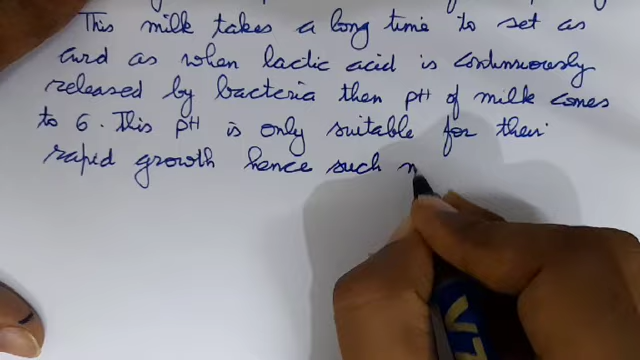 This milk takes a long time to set as
curd as when lactic acid is continuously
released by bacteria then pH of milk comes
to 6. This pH is only suitable for their
rapid growth hence such